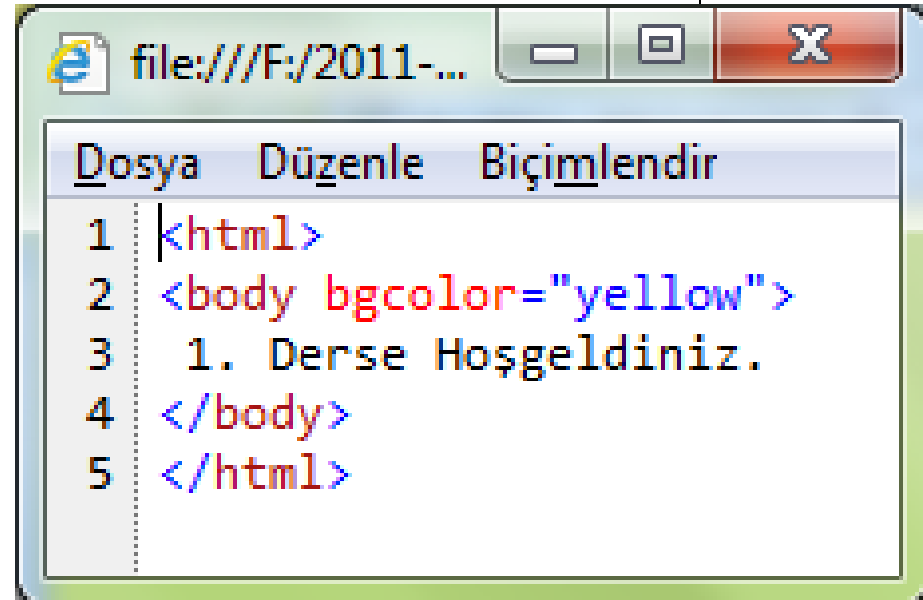 file:///F:/2011-...
Dosya Düzenle Biçimlendir
1 <html>
2 <body bgcolor="yellow">
3 1. Derse Hoşgeldiniz.
4 </body>
5 </html>